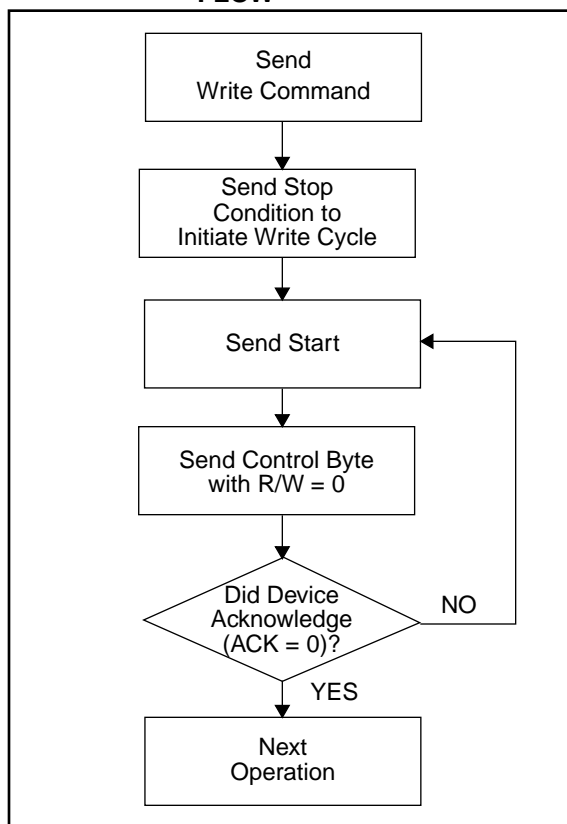 Send
Write Command
Send Stop
Condition to
Initiate Write Cycle
Send Start
Send Control Byte
with R/W = 0
Did Device
Acknowledge
(ACK = 0)?
NO
YES
Next
Operation